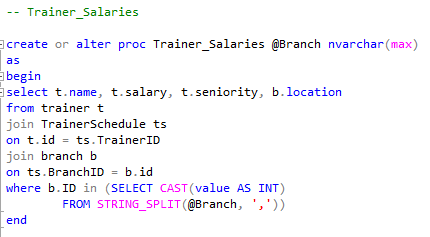 -- Trainer_Salaries
create or alter proc Trainer_Salaries @Branch nvarchar(max)
as
begin
select t.name, t.salary, t.seniority, b.location
from trainer t
join TrainerSchedule ts
on t.id = ts.TrainerID
join branch b
on ts.BranchID = b.id
where b.ID in (SELECT CAST(value AS INT)
FROM STRING_SPLIT(@Branch, ','))
end